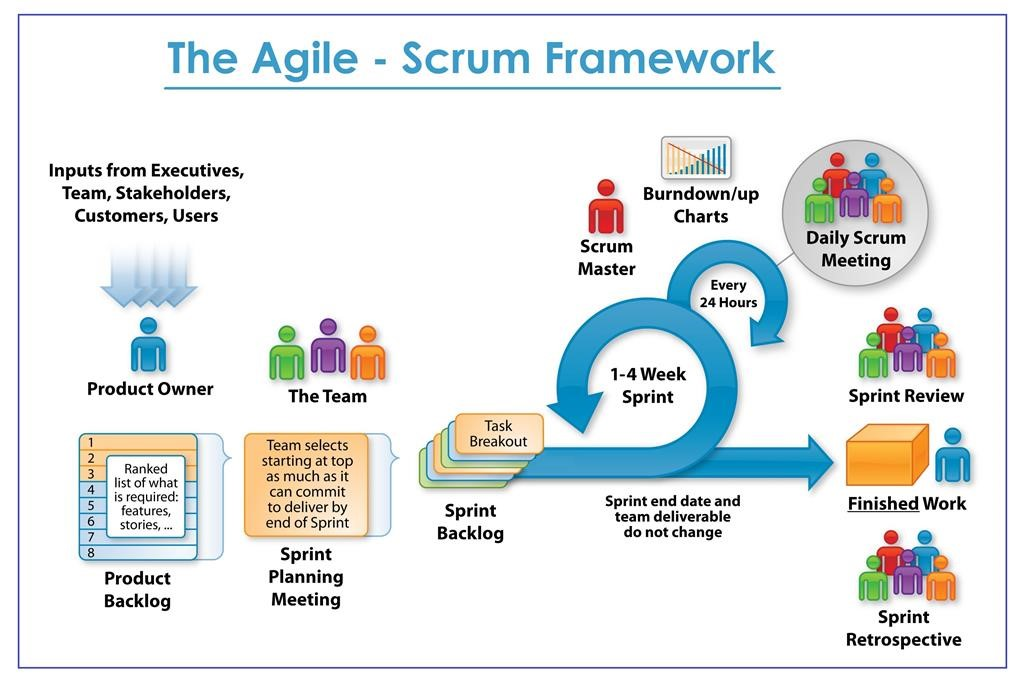 The Agile - Scrum Framework
Inputs from Executives,
Team, Stakeholders,
Customers, Users
Product Owner
The Team
1
2
3
4
5
6
7
8
Ranked
list of what
is required:
features,
stories, ...
Product
Backlog
Team selects
starting at top
as much as it
can commit
to deliver by
end of Sprint
Sprint
Planning
Meeting
Task
Breakout
Sprint
Backlog
Scrum
Master
Burndown/up
Charts
1-4 Week
Sprint
Every
24 Hours
Sprint end date and
team deliverable
do not change
Daily Scrum
Meeting
Sprint Review
Finished Work
Sprint
Retrospective